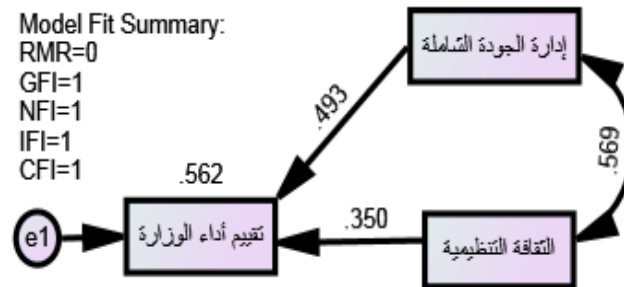 Model Fit Summary:
RMR=0
GFI=1
NFI=1
IFI=1
CFI=1
إدارة الجودة الشاملة
.493
.569
.562
تقييم أداء الوزارة
e1
.350
الثقافة التنظيمية